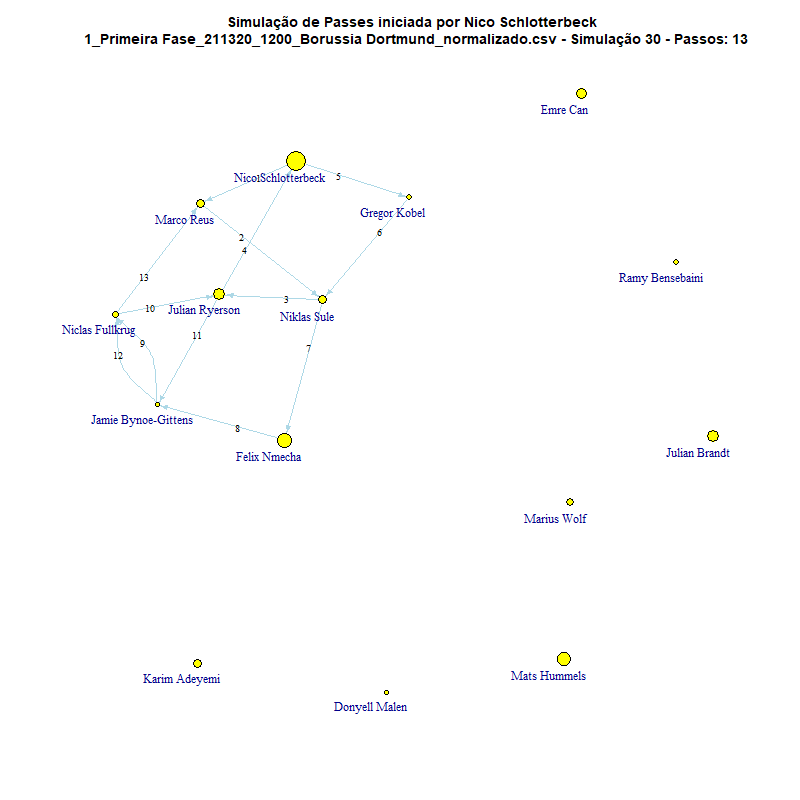 Simulação de Passes iniciada por Nico Schlotterbeck
1_Primeira Fase_211320_1200_Borussia Dortmund_normalizado.csv - Simulação 30 - Passos: 13
Emre Can
Nico1Schlotterbeck
5
Gregor Kobel
Marco Reus
6
2
4
Ramy Bensebaini
13
3
10
Julian Ryerson
Niklas Sule
Niclas Fullkrug
11
9
7
12
Jamie Bynoe-Gittens
8
Felix Nmecha
Julian Brandt
Marius Wolf
Karim Adeyemi
Mats Hummels
Donyell Malen